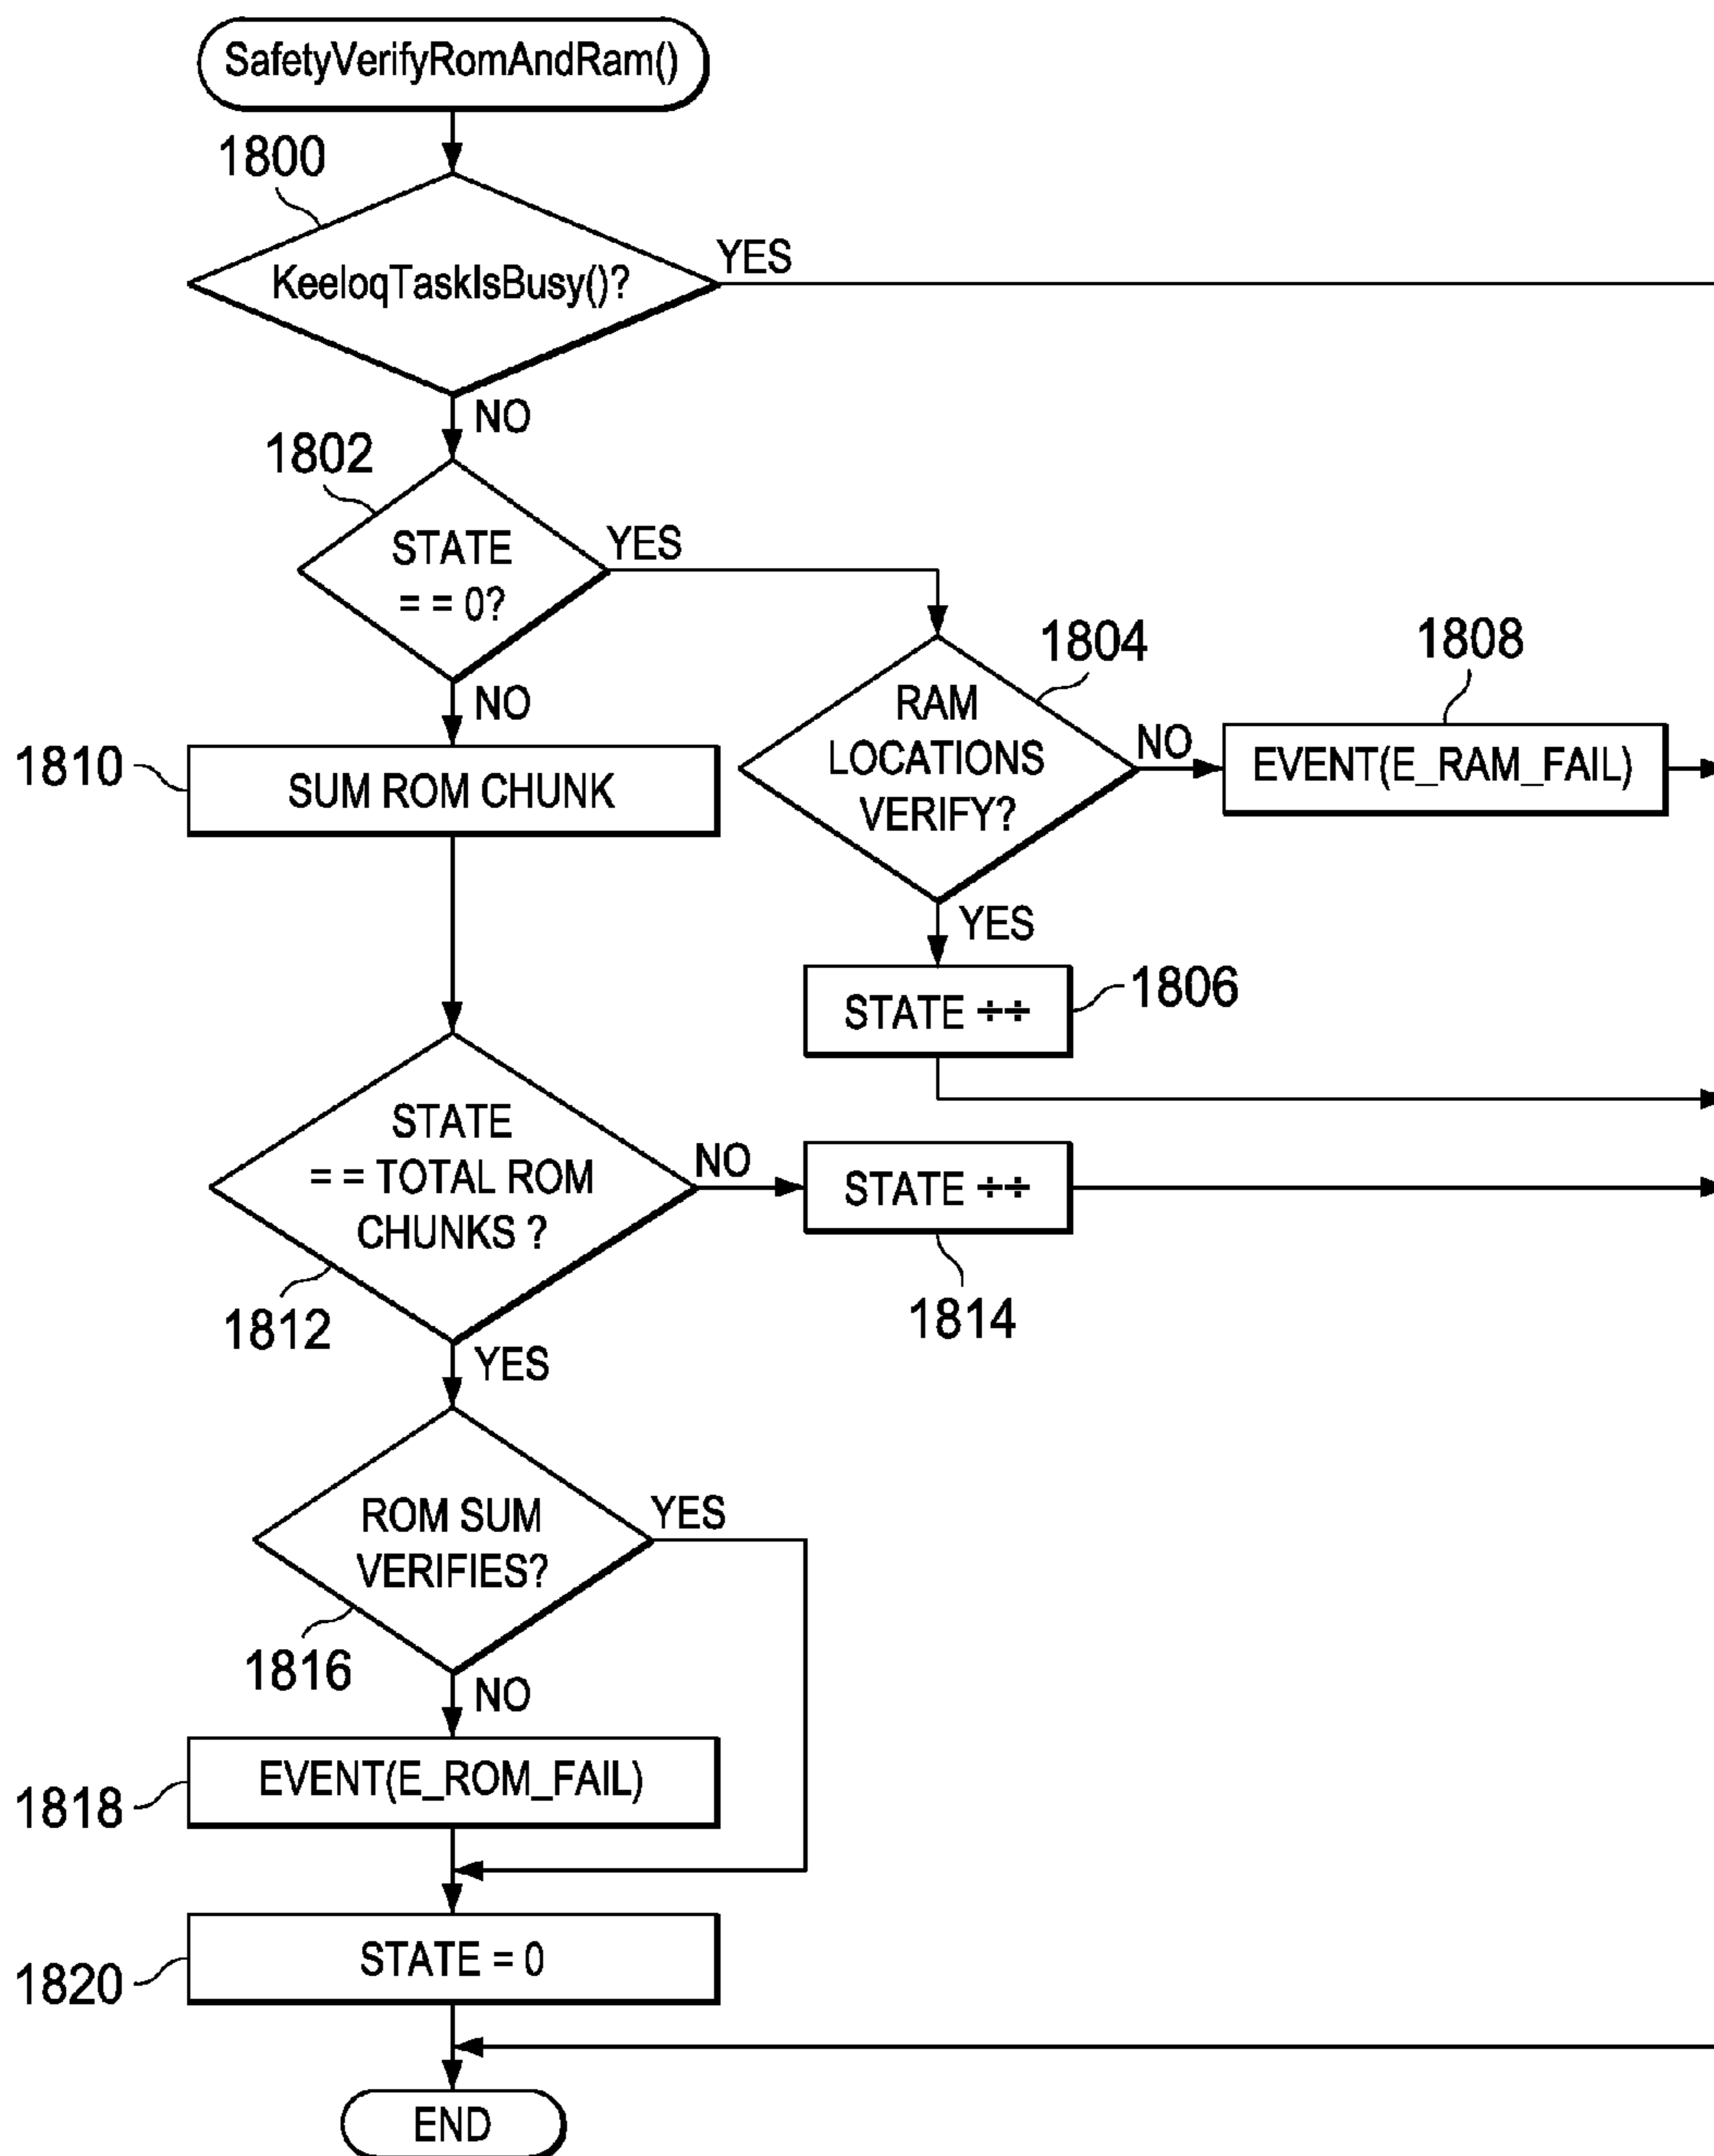 SafetyVerifyRomAndRam()
1800
KeeloqTaskIsBusy()?
YES
NO
1802
STATE
= = 0?
YES
NO
1804
RAM
LOCATIONS
VERIFY?
NO
1808
EVENT(E_RAM_FAIL)
1810
SUM ROM CHUNK
YES
STATE ÷÷
1806
STATE
= = TOTAL ROM
CHUNKS ?
NO
STATE ÷÷
1812
1814
YES
ROM SUM
VERIFIES?
YES
1816
NO
1818
EVENT(E_ROM_FAIL)
1820
STATE = 0
END